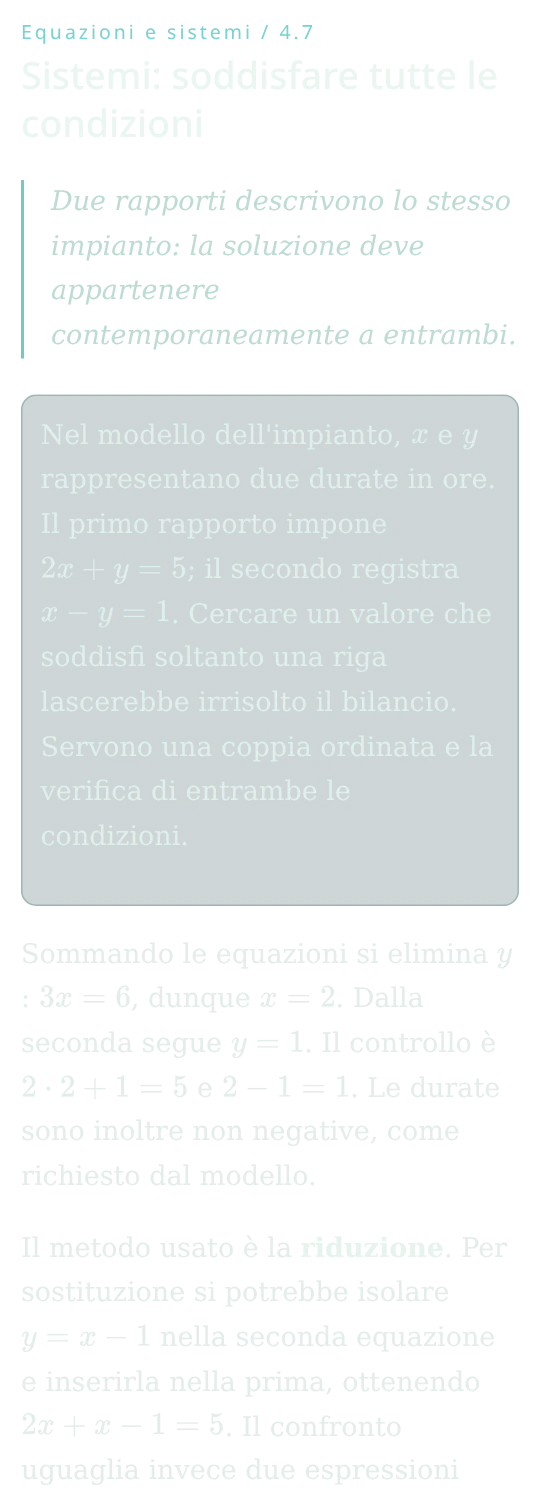 Equazioni e sistemi / 4.7
Sistemi: soddisfare tutte le
condizioni
Due rapporti descrivono lo stesso
impianto: la soluzione deve
appartenere
contemporaneamente a entrambi.
Nel modello dell'impianto, x e y
rappresentano due durate in ore.
Il primo rapporto impone
2x + y = 5; il secondo registra
x − y = 1. Cercare un valore che
soddisfi soltanto una riga
lascerebbe irrisolto il bilancio.
Servono una coppia ordinata e la
verifica di entrambe le
condizioni.
Sommando le equazioni si elimina y
: 3x = 6, dunque x = 2. Dalla
seconda segue y = 1. Il controllo è
2 · 2 + 1 = 5 e 2 − 1 = 1. Le durate
sono inoltre non negative, come
richiesto dal modello.
Il metodo usato è la riduzione. Per
sostituzione si potrebbe isolare
y = x − 1 nella seconda equazione
e inserirla nella prima, ottenendo
2x + x − 1 = 5. Il confronto
uguaglia invece due espressioni